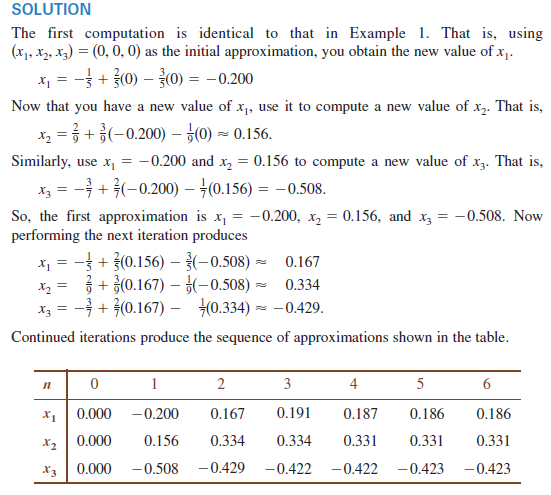 SOLUTION
The first computation is identical to that in Example 1. That is, using
(x₁, x₂, x₃) = (0, 0, 0) as the initial approximation, you obtain the new value of x₁.
x₁ = −1/5 + 2/5(0) − 3/5(0) = −0.200
Now that you have a new value of x₁, use it to compute a new value of x₂. That is,
x₂ = 2/9 + 3/9(−0.200) − 1/9(0) ≈ 0.156.
Similarly, use x₁ = −0.200 and x₂ = 0.156 to compute a new value of x₃. That is,
x₃ = −3/7 + 2/7(−0.200) − 1/7(0.156) = −0.508.
So, the first approximation is x₁ = −0.200, x₂ = 0.156, and x₃ = −0.508. Now
performing the next iteration produces
x₁ = −1/5 + 2/5(0.156) − 3/5(−0.508) ≈ 0.167
x₂ = 2/9 + 3/9(0.167) − 1/9(−0.508) ≈ 0.334
x₃ = −3/7 + 2/7(0.167) − 1/7(0.334) ≈ −0.429.
Continued iterations produce the sequence of approximations shown in the table.
n 0 1 2 3 4 5 6
x₁ 0.000 −0.200 0.167 0.191 0.187 0.186 0.186
x₂ 0.000 0.156 0.334 0.334 0.331 0.331 0.331
x₃ 0.000 −0.508 −0.429 −0.422 −0.422 −0.423 −0.423